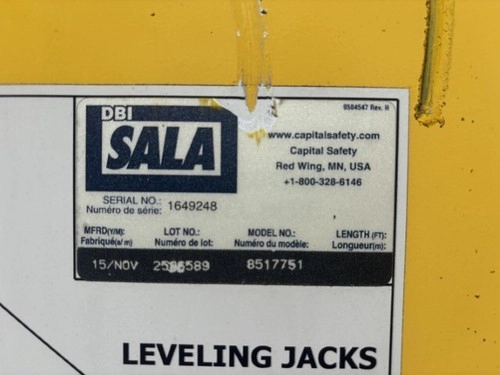 9504547 Rev. H
DBI
SALA
www.capitalsafety.com
Capital Safety
Red Wing, MN, USA
+1-800-328-6146
SERIAL NO.: 1649248
Numéro de série:
MFRD(Y/M): LOT NO.: MODEL NO.: LENGTH (FT):
Fabriqué(a/m) Numéro de lot: Numéro du modèle: Longueur(m):
15/NOV 8517751
LEVELING JACKS